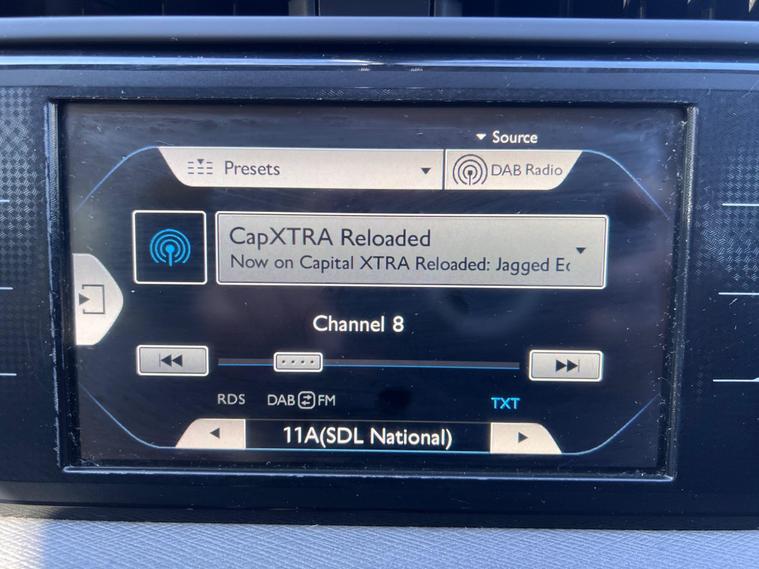 Source
Presets
DAB Radio
CapXTRA Reloaded
Now on Capital XTRA Reloaded: Jagged
Channel 8
RDS
DAB FM
TXT
11A(SDL National)